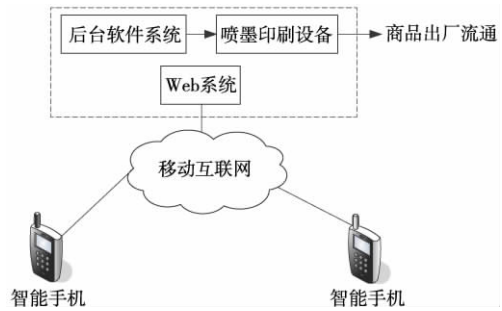 后台软件系统
喷墨印刷设备
商品出厂流通
Web系统
移动互联网
智能手机
智能手机